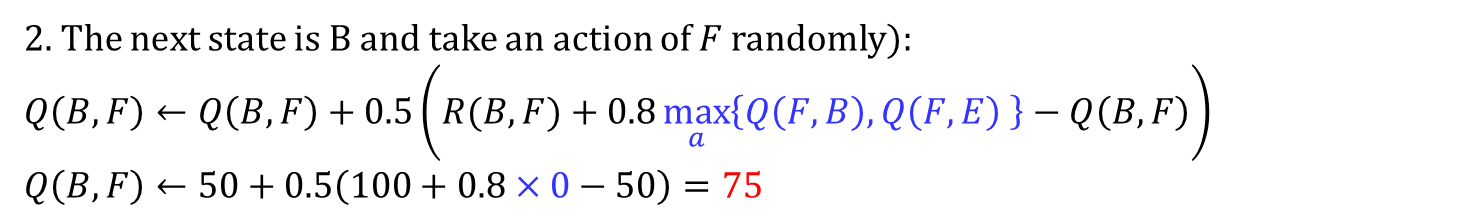 2. The next state is B and take an action of F randomly):
Q(B, F) ← Q(B, F) + 0.5 ( R(B, F) + 0.8 max{Q(F, B), Q(F, E) } − Q(B, F) )
a
Q(B, F) ← 50 + 0.5(100 + 0.8 × 0 − 50) = 75